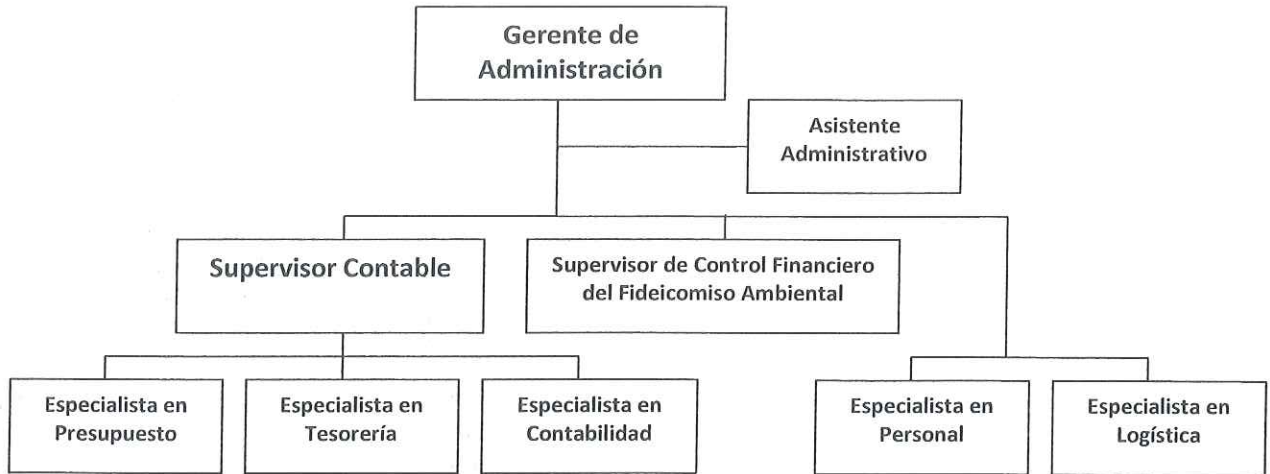 Gerente de
Administración
Asistente
Administrativo
Supervisor Contable
Supervisor de Control Financiero
del Fideicomiso Ambiental
Especialista en
Presupuesto
Especialista en
Tesorería
Especialista en
Contabilidad
Especialista en
Personal
Especialista en
Logística